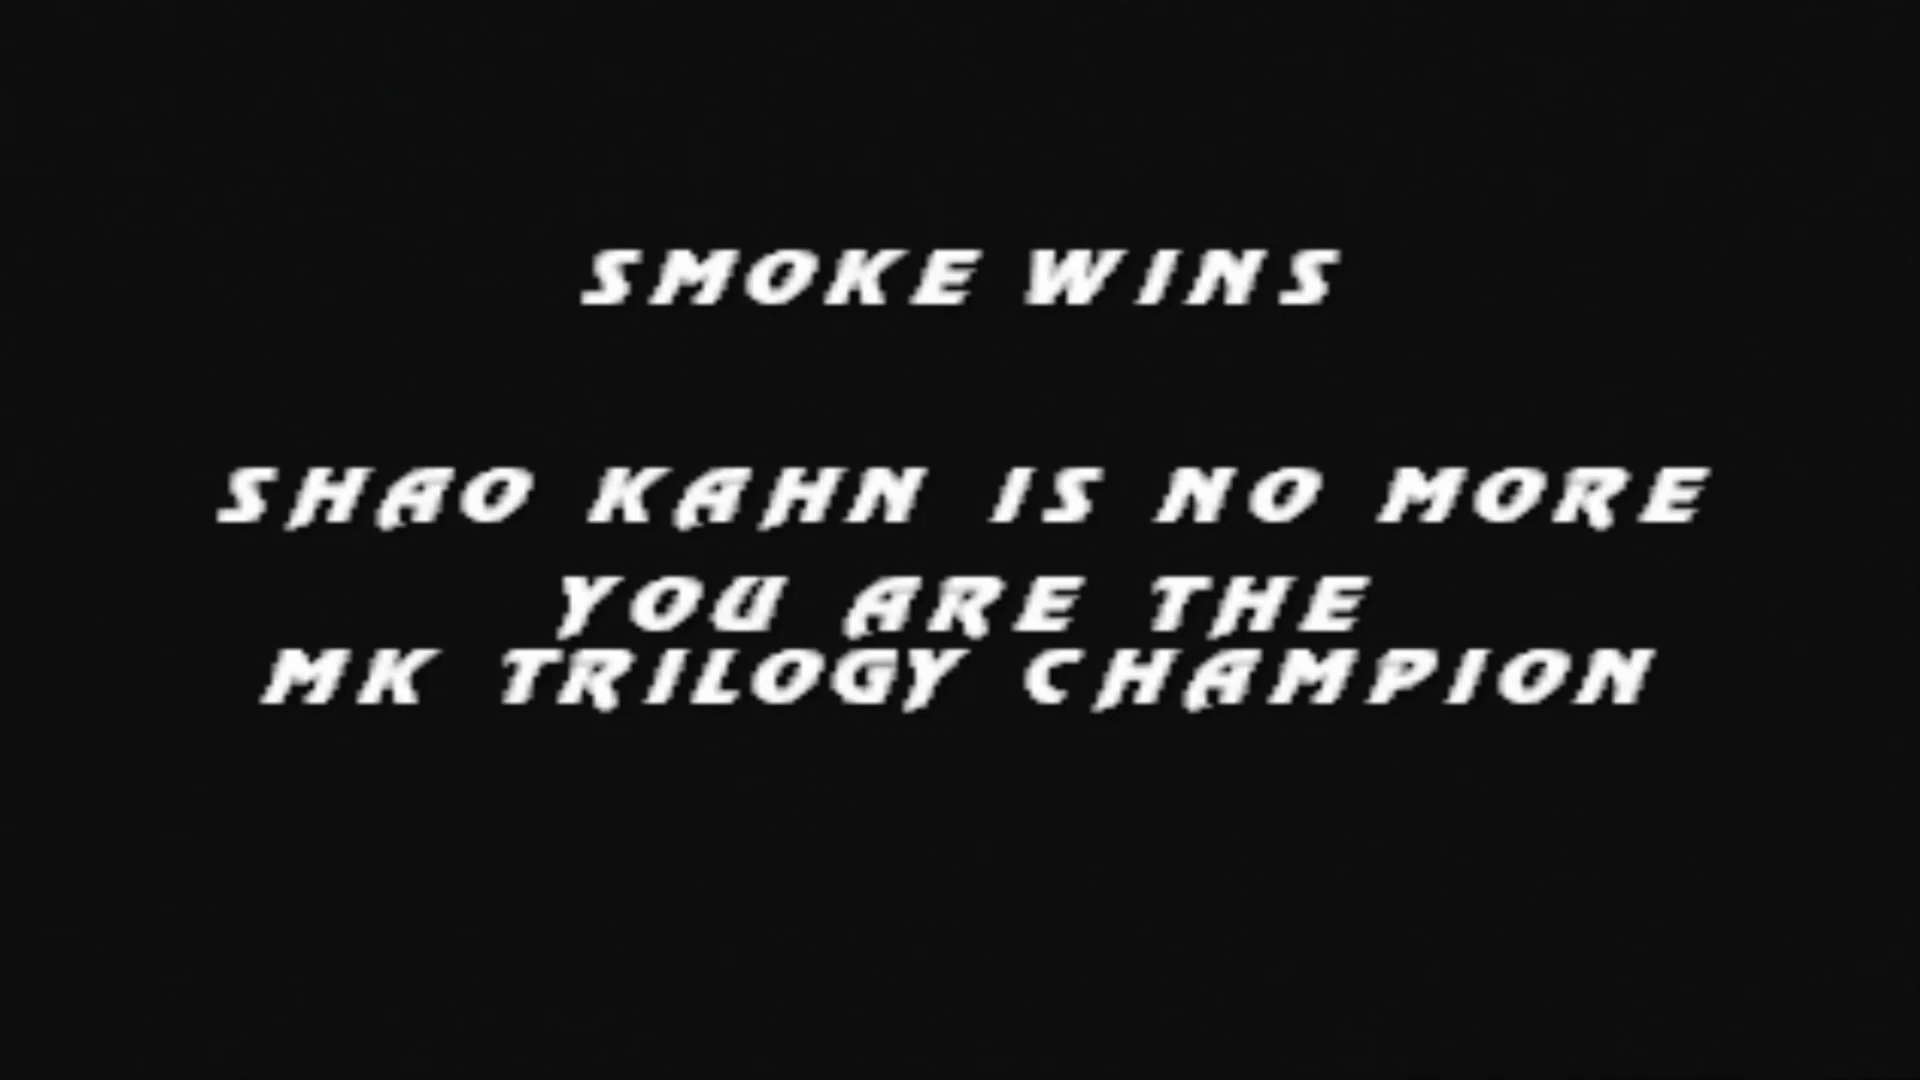 SMOKE WINS
SHAO KAHN IS NO MORE
YOU ARE THE
MK TRILOGY CHAMPION